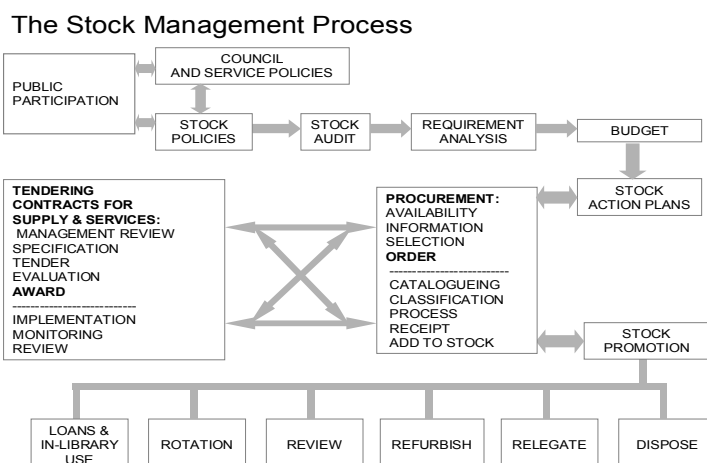 The Stock Management Process
COUNCIL
AND SERVICE POLICIES
PUBLIC
PARTICIPATION
STOCK
POLICIES
STOCK
AUDIT
REQUIREMENT
ANALYSIS
BUDGET
STOCK
ACTION PLANS
TENDERING
CONTRACTS FOR
SUPPLY & SERVICES:
MANAGEMENT REVIEW
SPECIFICATION
TENDER
EVALUATION
AWARD
----------------------------
IMPLEMENTATION
MONITORING
REVIEW
PROCUREMENT:
AVAILABILITY
INFORMATION
SELECTION
ORDER
--------------------------
CATALOGUEING
CLASSIFICATION
PROCESS
RECEIPT
ADD TO STOCK
STOCK
PROMOTION
LOANS &
IN-LIBRARY
USE
ROTATION
REVIEW
REFURBISH
RELEGATE
DISPOSE